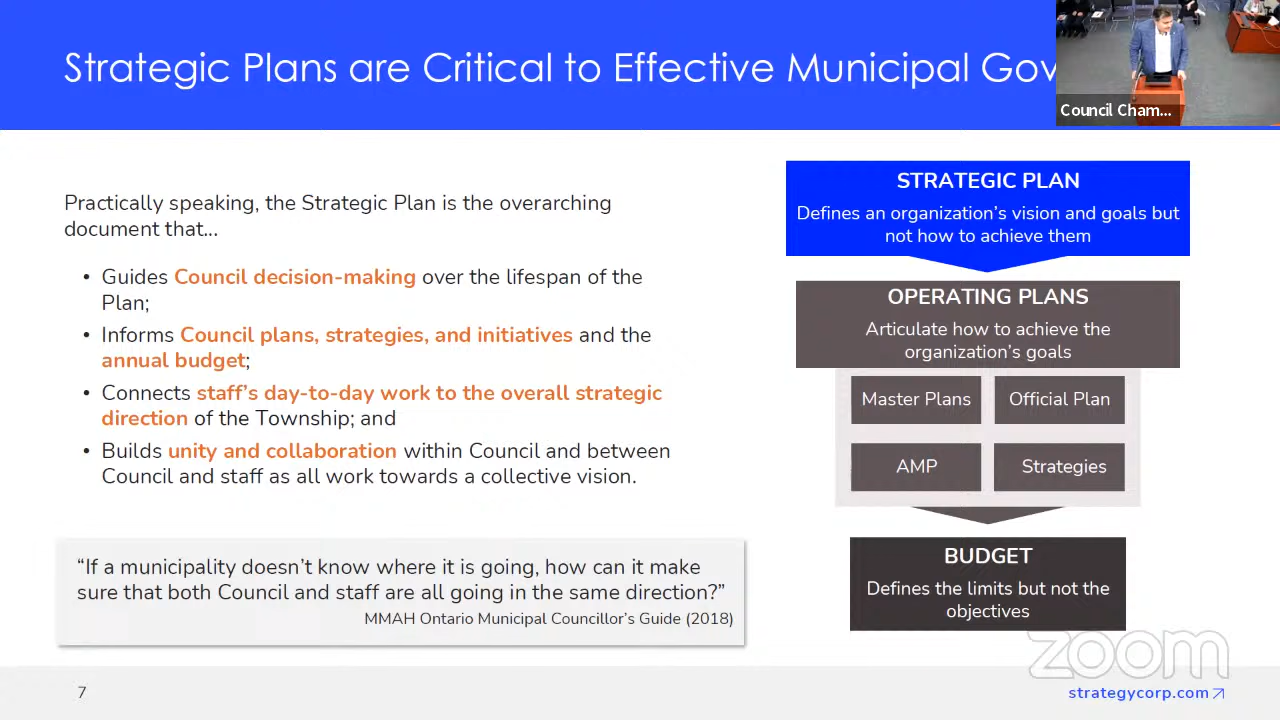 Strategic Plans are Critical to Effective Municipal Gov
Council Cham...
Practically speaking, the Strategic Plan is the overarching
document that...
• Guides Council decision-making over the lifespan of the
Plan;
• Informs Council plans, strategies, and initiatives and the
annual budget;
• Connects staff's day-to-day work to the overall strategic
direction of the Township; and
• Builds unity and collaboration within Council and between
Council and staff as all work towards a collective vision.
“If a municipality doesn't know where it is going, how can it make
sure that both Council and staff are all going in the same direction?”
MMAH Ontario Municipal Councillor's Guide (2018)
STRATEGIC PLAN
Defines an organization's vision and goals but
not how to achieve them
OPERATING PLANS
Articulate how to achieve the
organization's goals
Master Plans
Official Plan
AMP
Strategies
BUDGET
Defines the limits but not the
objectives
zoom
7
strategycorp.com